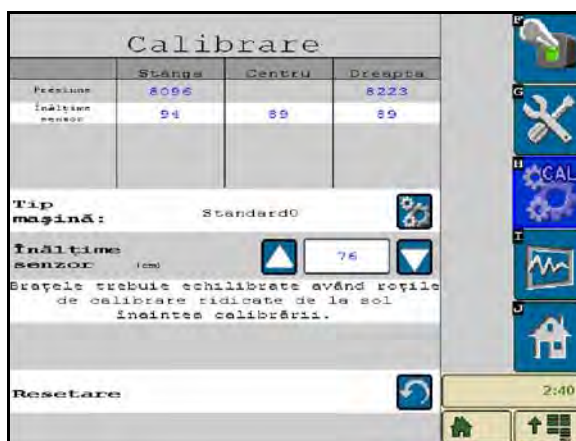 Calibrare
Stânga Centru Dreapta
Presiune 8096 8223
Înălțime senzor 94 89 89
Tip mașină: Standard0
Înălțime senzor (cm) 76
Brațele trebuie echilibrate având roțile
de calibrare ridicate de la sol
înaintea calibrării.
Resetare
F
G
H
CAL
I
J
2:40